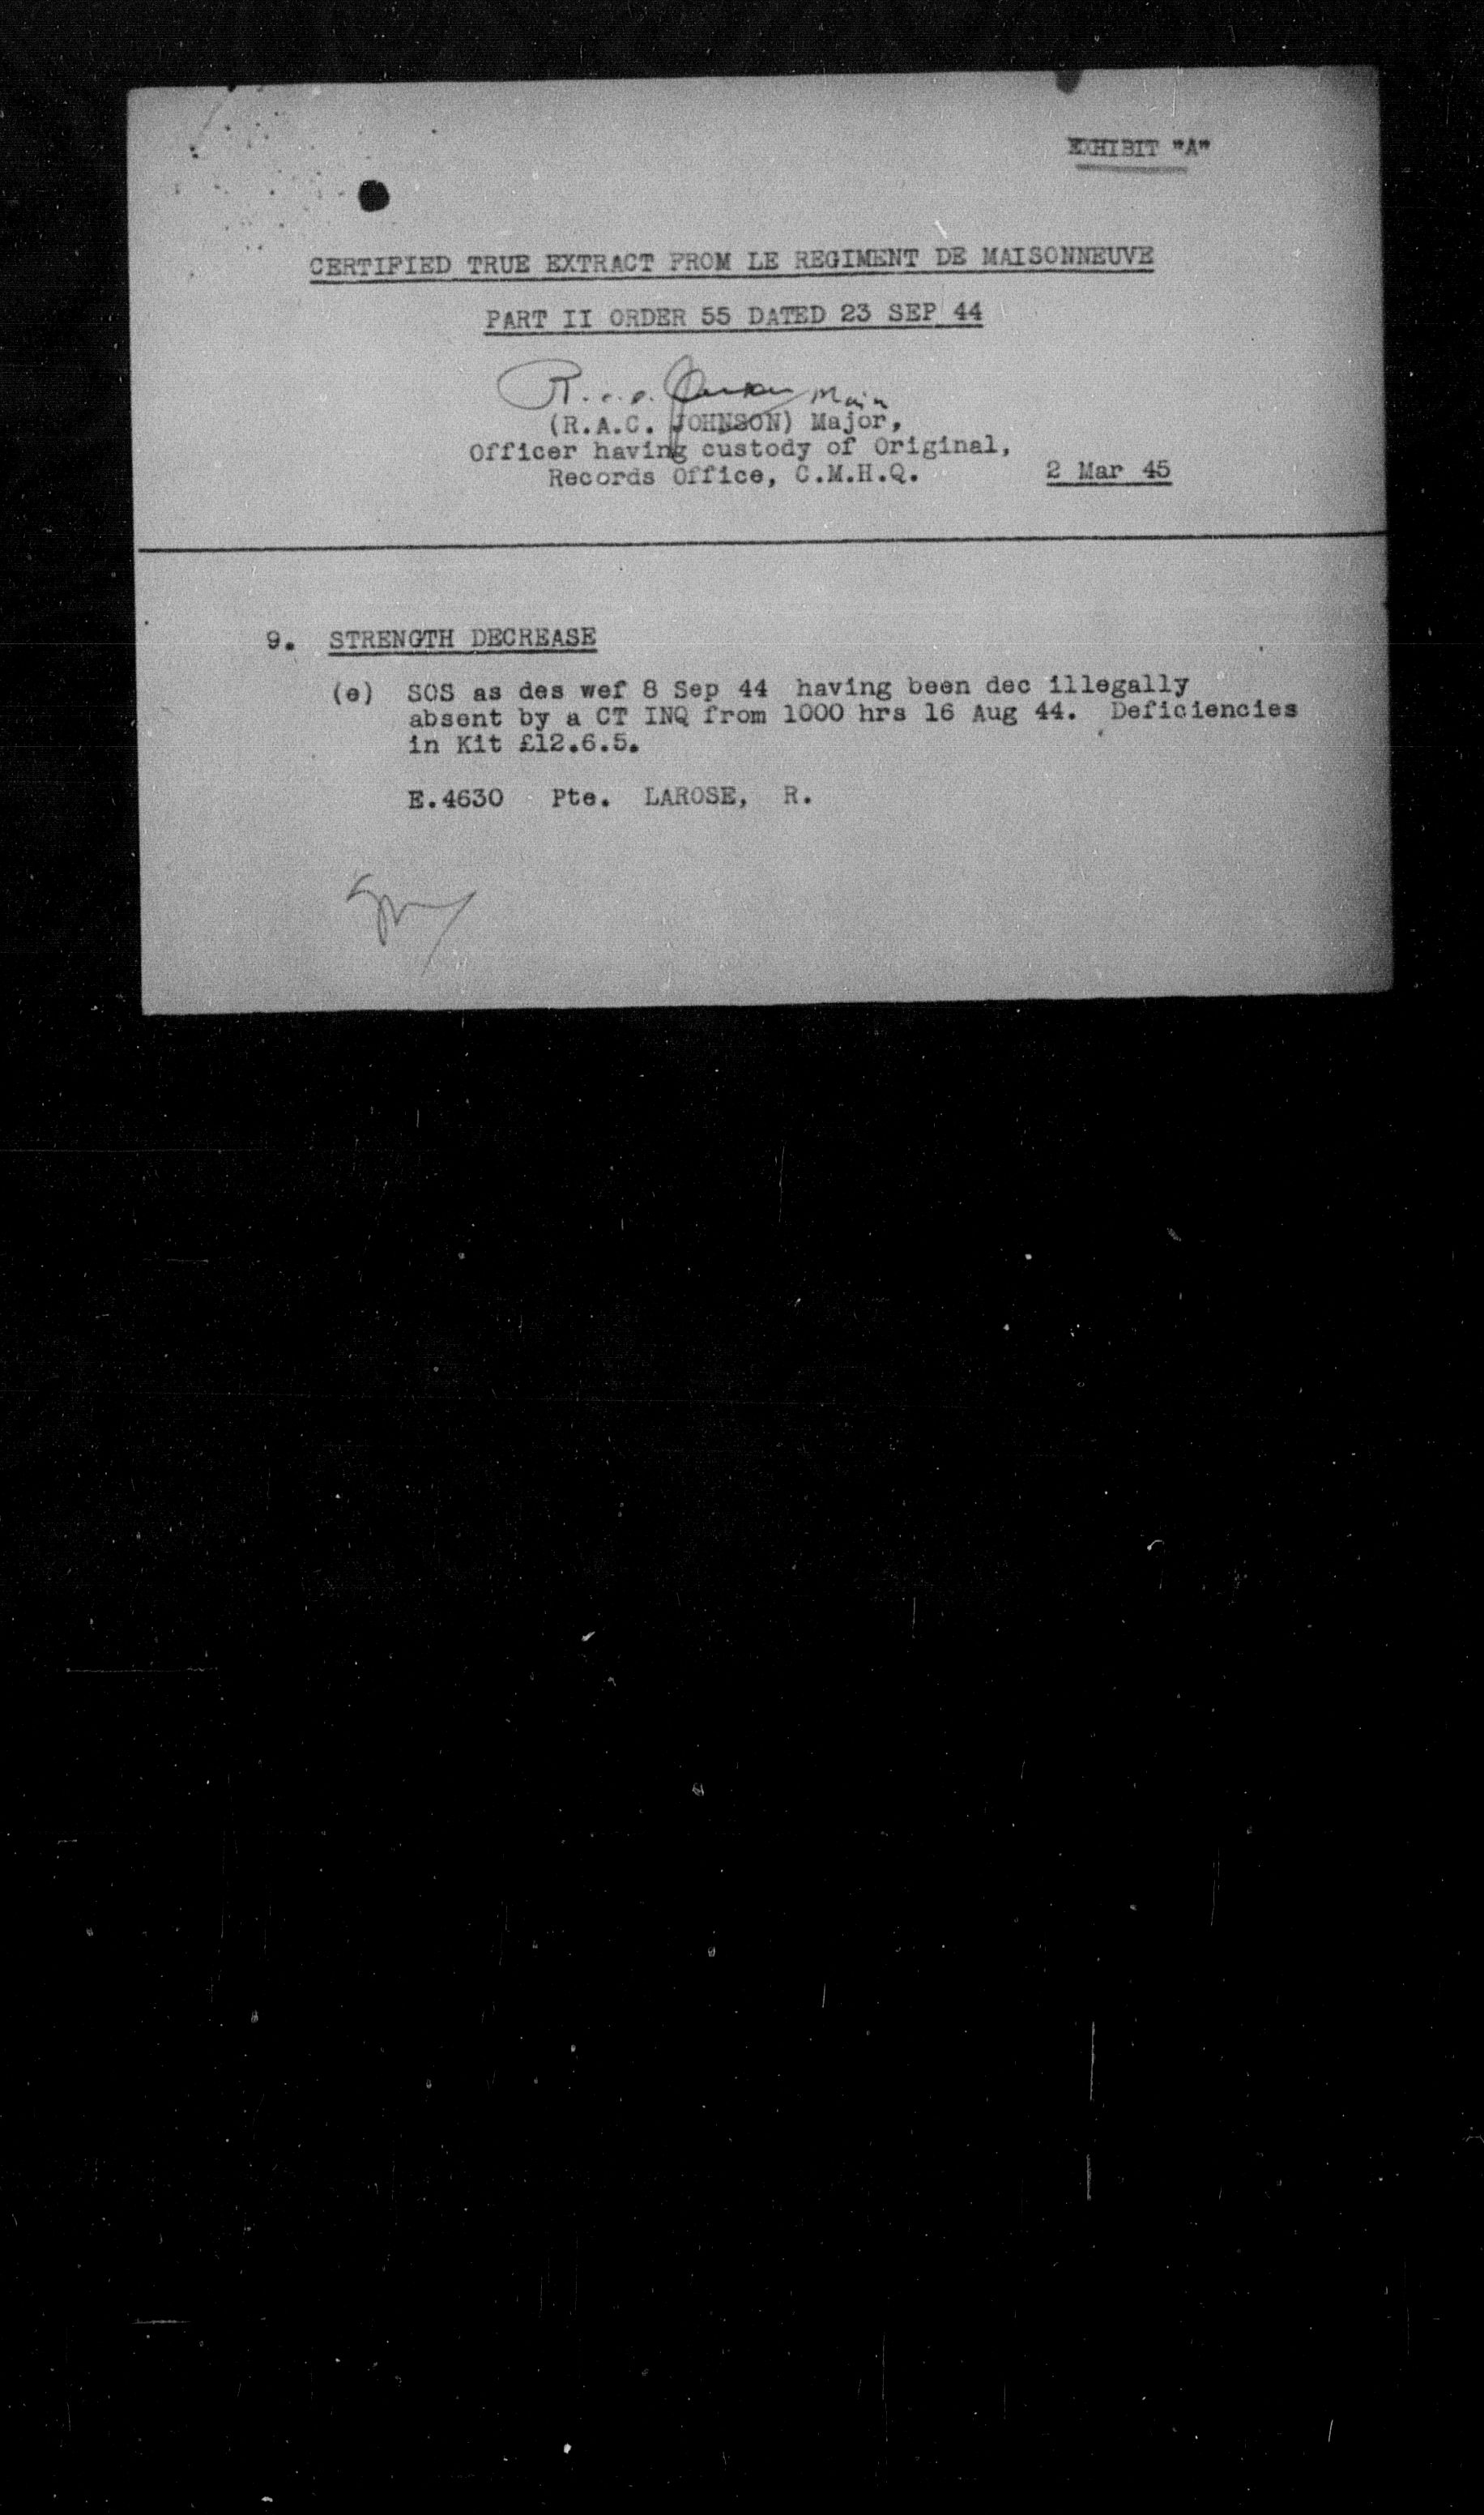 EXHIBIT "A"
CERTIFIED TRUE EXTRACT FROM LE REGIMENT DE MAISONNEUVE
PART II ORDER 55 DATED 23 SEP 44
(R.A.C. JOHNSON) Major,
Officer having custody of Original,
Records Office, C.M.H.Q. 2 Mar 45
9. STRENGTH DECREASE
(e) SOS as des wef 8 Sep 44 having been dec illegally
absent by a CT INQ from 1000 hrs 16 Aug 44. Deficiencies
in Kit £12.6.5.
E.4630 Pte. LAROSE, R.